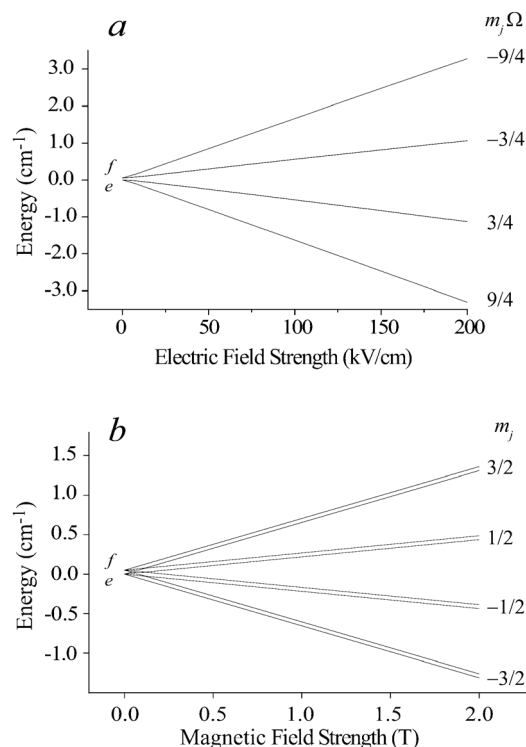 a
m_j Ω
3.0
2.0
1.0
0.0
-1.0
-2.0
-3.0
Energy (cm⁻¹)
f
e
−9/4
−3/4
3/4
9/4
0 50 100 150 200
Electric Field Strength (kV/cm)
b
m_j
1.5
1.0
0.5
0.0
-0.5
-1.0
Energy (cm⁻¹)
f
e
3/2
1/2
−1/2
−3/2
0.0 0.5 1.0 1.5 2.0
Magnetic Field Strength (T)